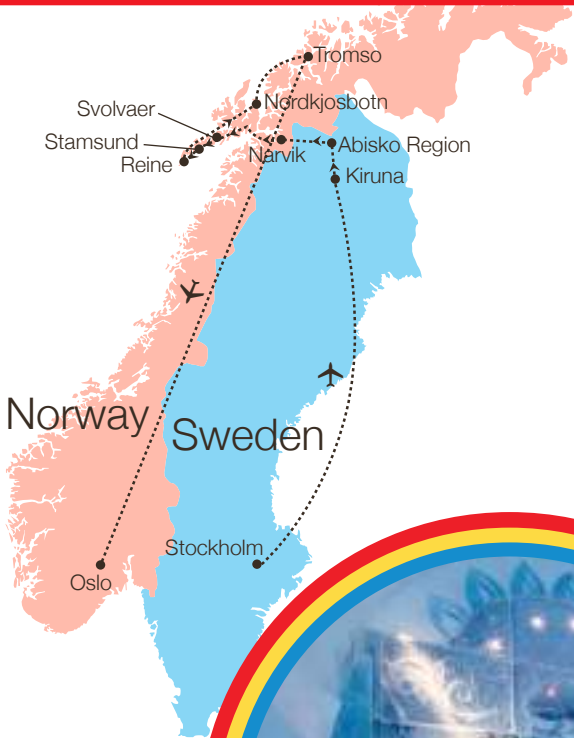 Tromso
Nordkjosbotn
Svolvaer
Stamsund
Narvik
Abisko Region
Reine
Kiruna
Norway
Sweden
Stockholm
Oslo